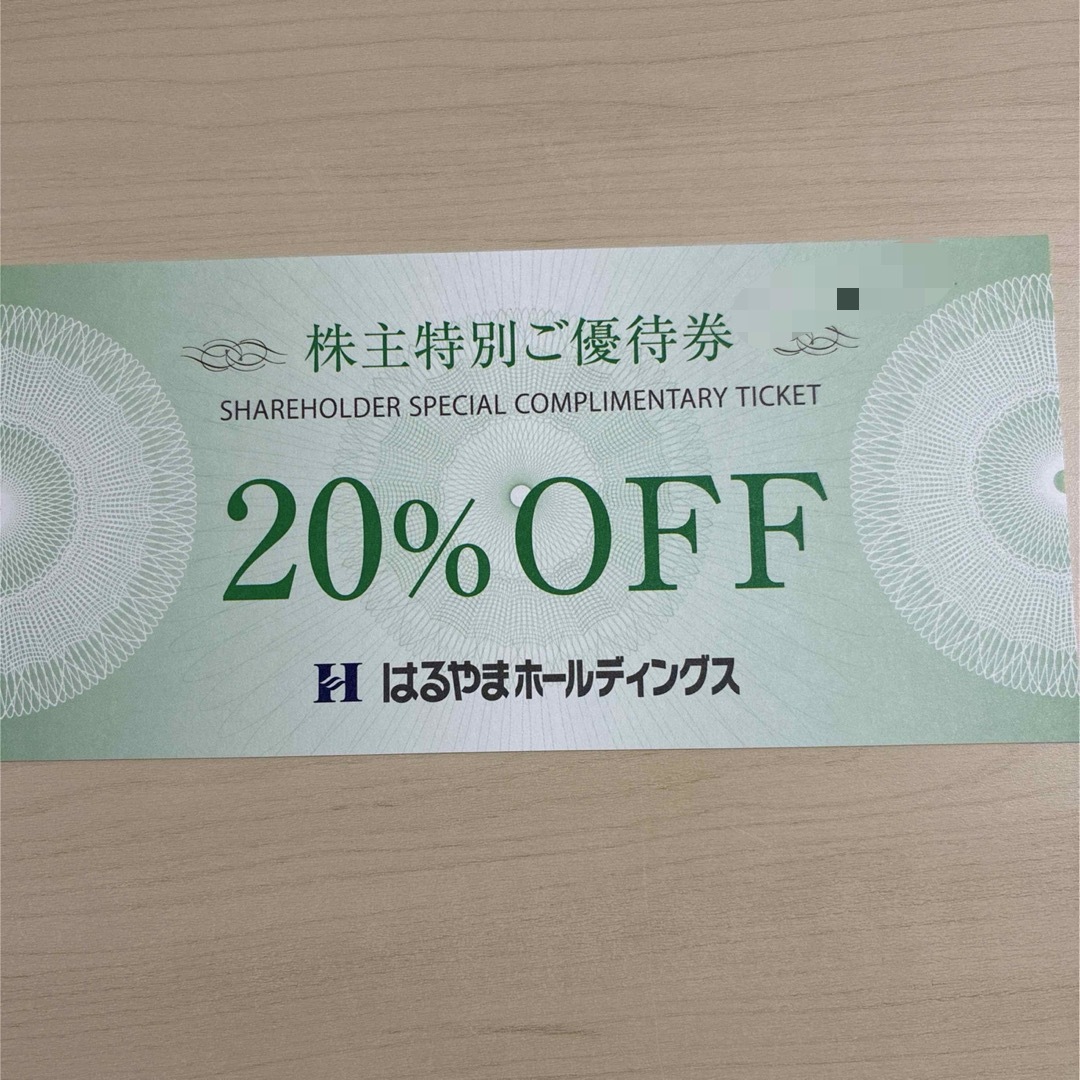 株主特別ご優待券
SHAREHOLDER SPECIAL COMPLIMENTARY TICKET
20%OFF
はるやまホールディングス